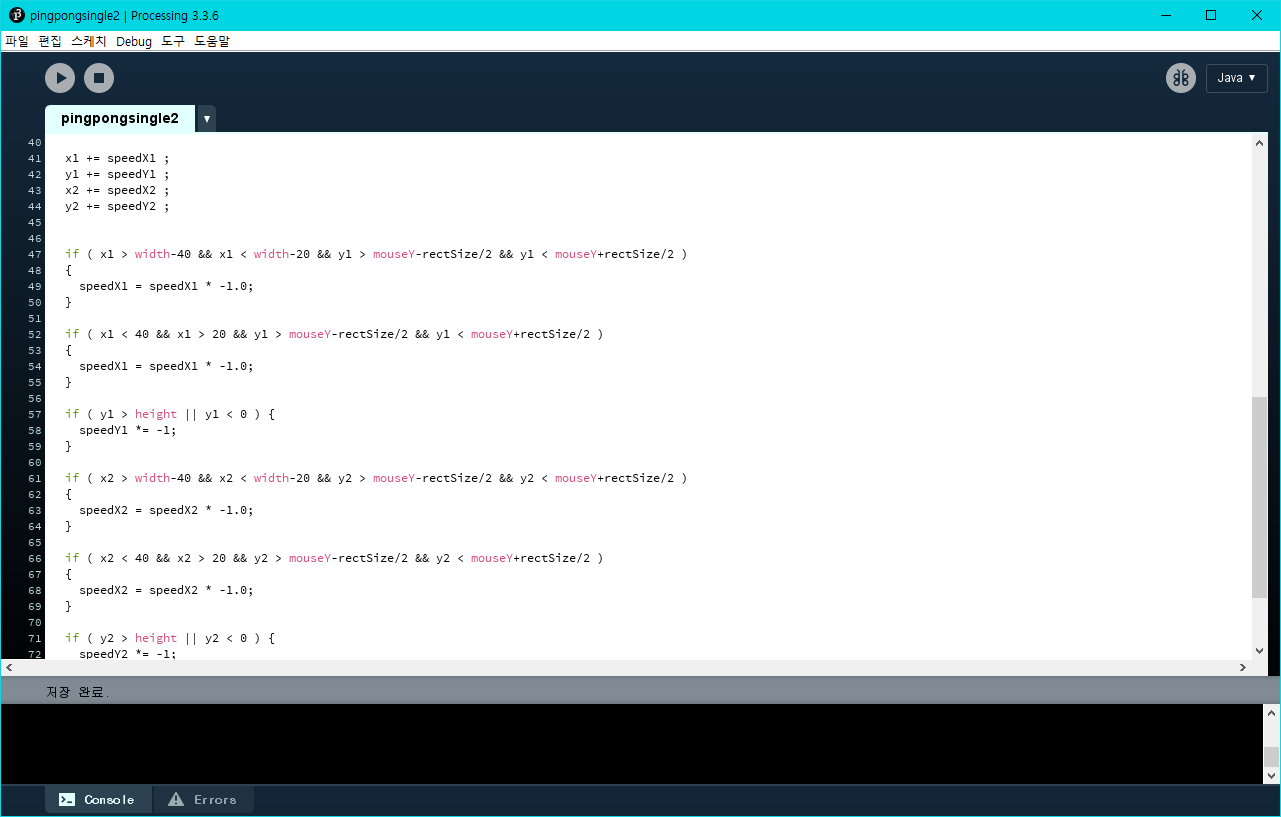 pingpongsingle2 | Processing 3.3.6
파일 편집 스케치 Debug 도구 도움말
Java ▼
pingpongsingle2 ▼
40
41 x1 += speedX1 ;
42 y1 += speedY1 ;
43 x2 += speedX2 ;
44 y2 += speedY2 ;
45
46
47 if ( x1 > width-40 && x1 < width-20 && y1 > mouseY-rectSize/2 && y1 < mouseY+rectSize/2 )
48 {
49 speedX1 = speedX1 * -1.0;
50 }
51
52 if ( x1 < 40 && x1 > 20 && y1 > mouseY-rectSize/2 && y1 < mouseY+rectSize/2 )
53 {
54 speedX1 = speedX1 * -1.0;
55 }
56
57 if ( y1 > height || y1 < 0 ) {
58 speedY1 *= -1;
59 }
60
61 if ( x2 > width-40 && x2 < width-20 && y2 > mouseY-rectSize/2 && y2 < mouseY+rectSize/2 )
62 {
63 speedX2 = speedX2 * -1.0;
64 }
65
66 if ( x2 < 40 && x2 > 20 && y2 > mouseY-rectSize/2 && y2 < mouseY+rectSize/2 )
67 {
68 speedX2 = speedX2 * -1.0;
69 }
70
71 if ( y2 > height || y2 < 0 ) {
72 speedY2 *= -1;
저장 완료.
Console Errors